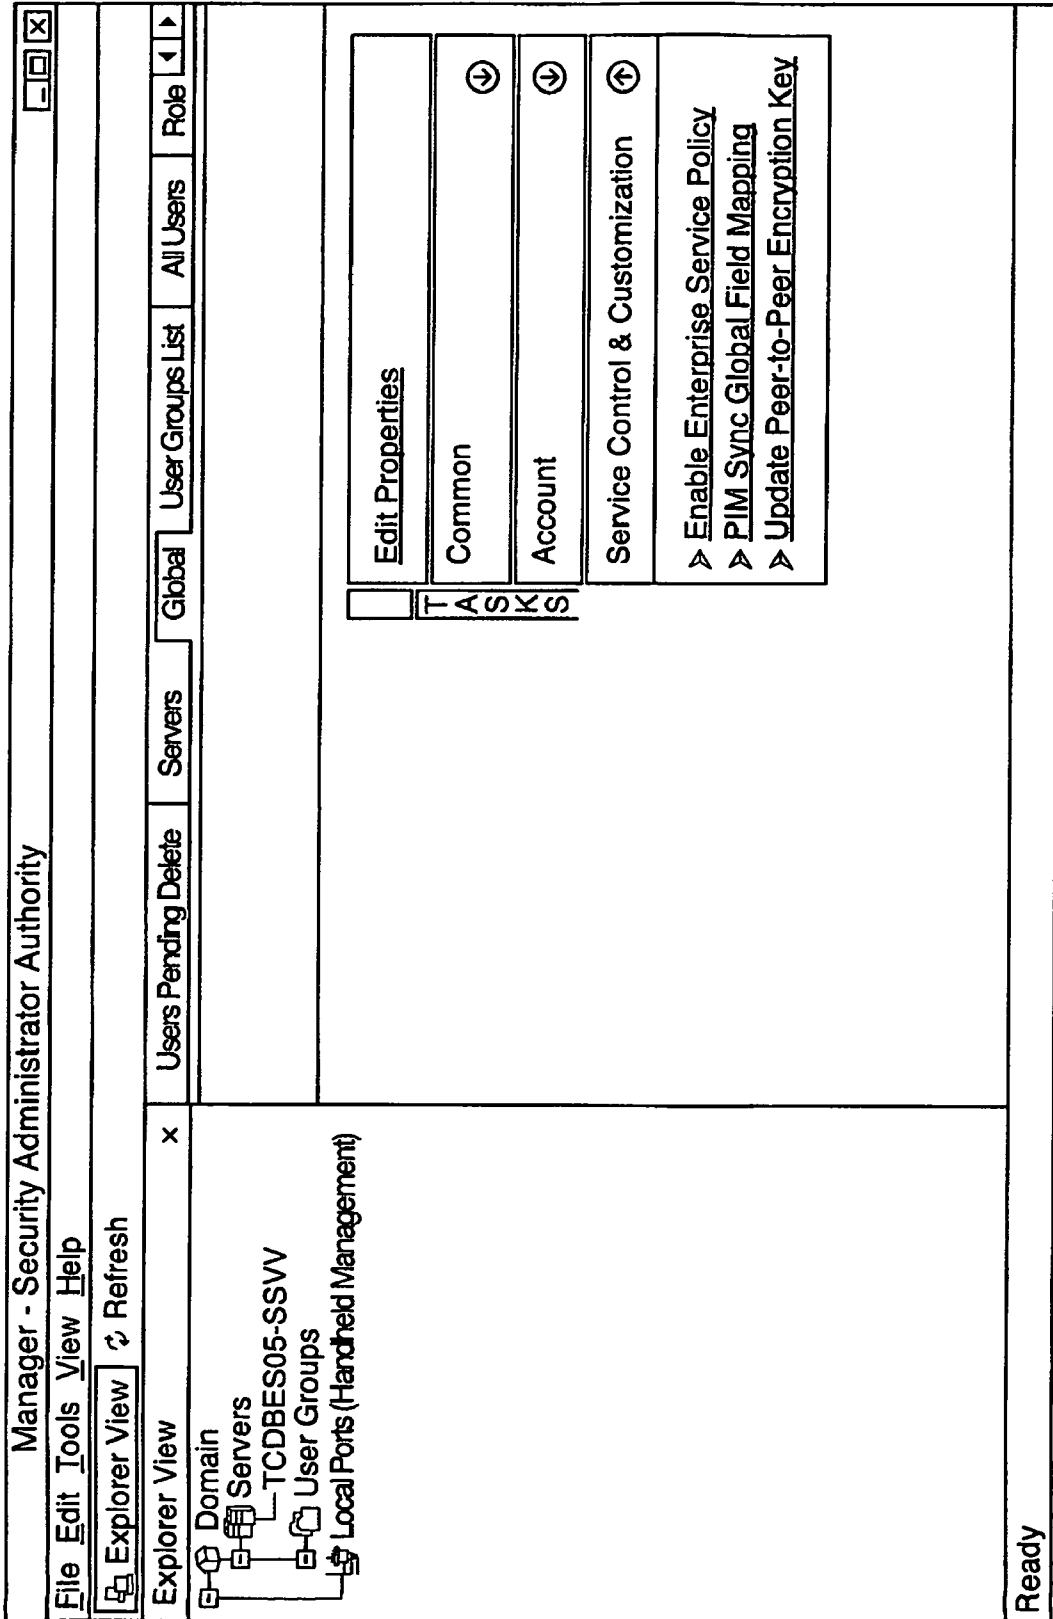 Manager - Security Administrator Authority
File Edit Tools View Help
Explorer View Refresh
Explorer View ×
Users Pending Delete Servers Global User Groups List All Users Role
Domain
Servers
TCDBES05-SSVV
User Groups
Local Ports (Handheld Management)
TASKS
Edit Properties
Common
Account
Service Control & Customization
Enable Enterprise Service Policy
PIM Sync Global Field Mapping
Update Peer-to-Peer Encryption Key
Ready